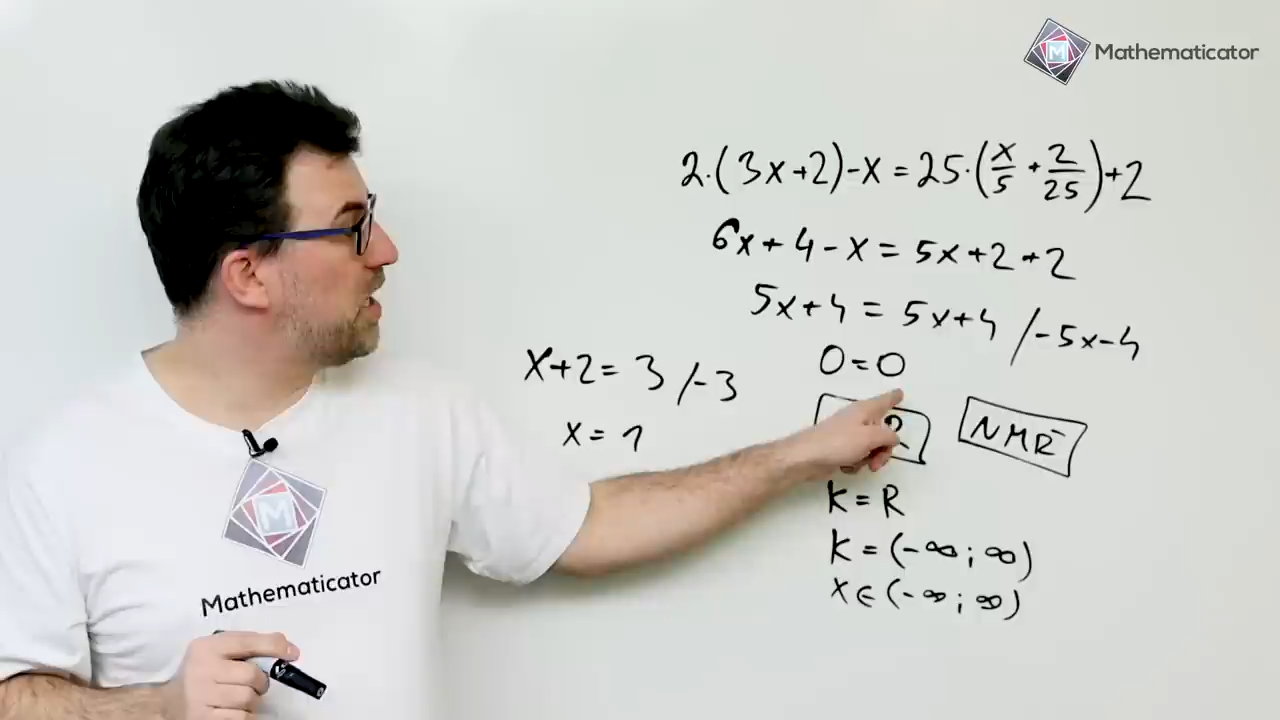 Mathematicator
2·(3x+2)-x=25·(x/5+2/25)+2
6x+4-x=5x+2+2
5x+4=5x+4 /-5x-4
0=0
x+2=3 /-3
x=1
NMŘ
K=R
K=(-∞;∞)
x∈(-∞;∞)
M
Mathematicator